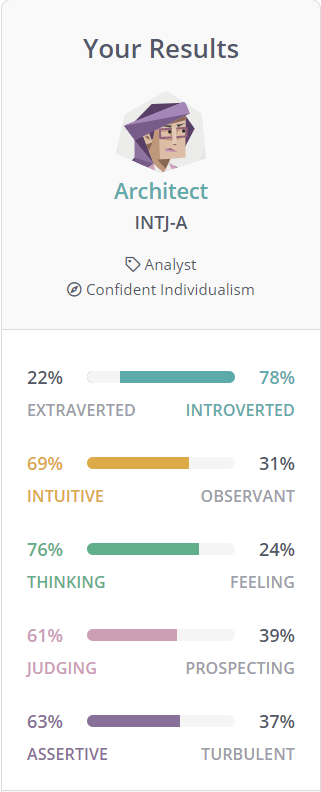 Your Results
Architect
INTJ-A
Analyst
Confident Individualism
22% 78%
EXTRAVERTED INTROVERTED
69% 31%
INTUITIVE OBSERVANT
76% 24%
THINKING FEELING
61% 39%
JUDGING PROSPECTING
63% 37%
ASSERTIVE TURBULENT